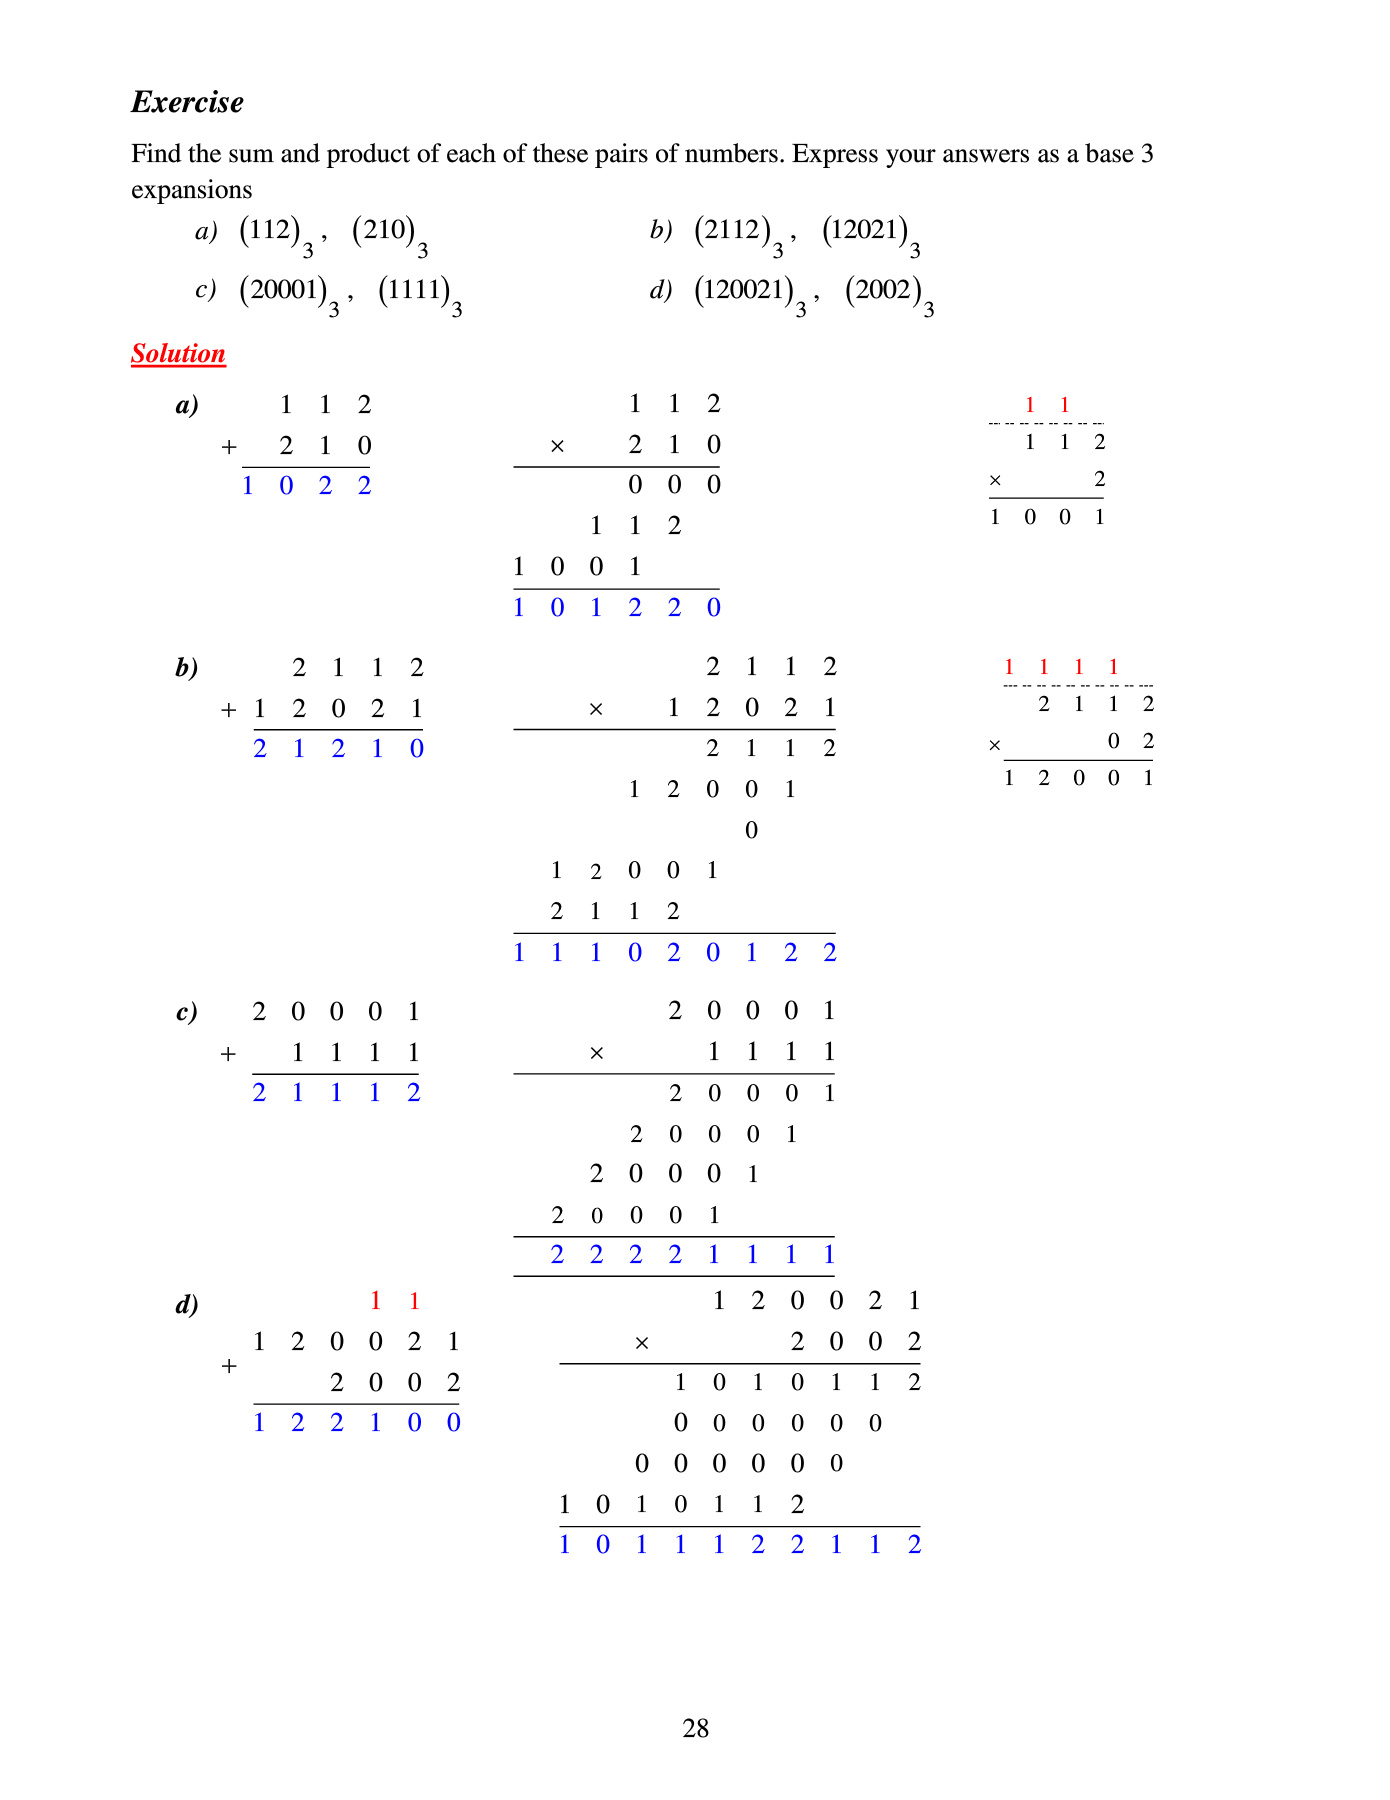 Exercise
Find the sum and product of each of these pairs of numbers. Express your answers as a base 3
expansions
a) (112)₃ , (210)₃ b) (2112)₃ , (12021)₃
c) (20001)₃ , (1111)₃ d) (120021)₃ , (2002)₃
Solution
a) 1 1 2
+ 2 1 0
1 0 2 2
1 1 2
× 2 1 0
0 0 0
1 1 2
1 0 0 1
1 0 1 2 2 0
1 1
1 1 2
× 2
1 0 0 1
b) 2 1 1 2
+ 1 2 0 2 1
2 1 2 1 0
2 1 1 2
× 1 2 0 2 1
2 1 1 2
1 2 0 0 1
0
1 2 0 0 1
2 1 1 2
1 1 1 0 2 0 1 2 2
1 1 1 1
2 1 1 2
× 0 2
1 2 0 0 1
c) 2 0 0 0 1
+ 1 1 1 1
2 1 1 1 2
2 0 0 0 1
× 1 1 1 1
2 0 0 0 1
2 0 0 0 1
2 0 0 0 1
2 0 0 0 1
2 2 2 2 1 1 1 1
d) 1 1
1 2 0 0 2 1
+ 2 0 0 2
1 2 2 1 0 0
1 2 0 0 2 1
× 2 0 0 2
1 0 1 0 1 1 2
0 0 0 0 0 0
0 0 0 0 0 0
1 0 1 0 1 1 2
1 0 1 1 1 2 2 1 1 2
28